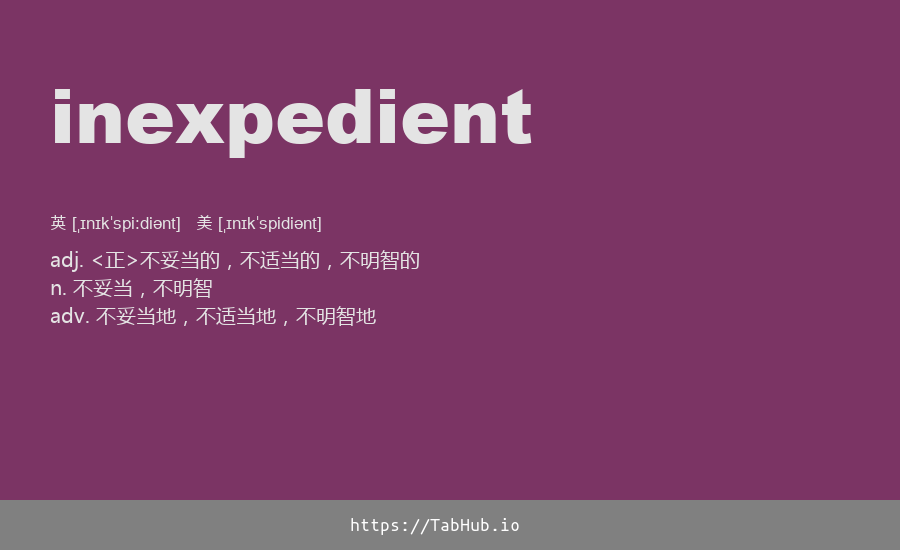 inexpedient
英 [ˌɪnɪkˈspiːdiənt] 美 [ˌɪnɪkˈspidiənt]
adj. <正>不妥当的，不适当的，不明智的
n. 不妥当，不明智
adv. 不妥当地，不适当地，不明智地
https://TabHub.io